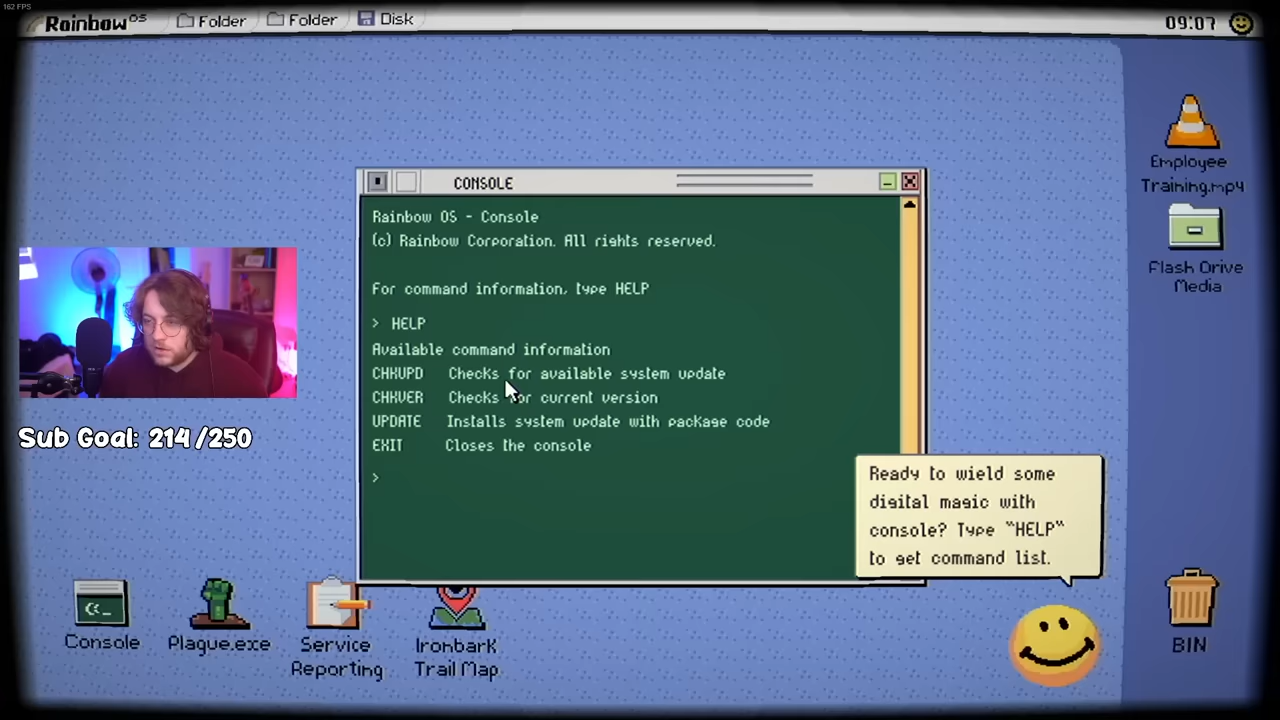 162 FPS
RainbowOS
Folder
Folder
Disk
09:07
Employee
Training.mp4
Flash Drive
Media
CONSOLE
Rainbow OS - Console
(c) Rainbow Corporation. All rights reserved.
For command information, type HELP
> HELP
Available command information
CHKUPD Checks for available system update
CHKVER Checks for current version
UPDATE Installs system update with package code
EXIT Closes the console
>
Sub Goal: 214/250
Ready to wield some
digital magic with
console? Type "HELP"
to get command list.
Console
Plague.exe
Service
Reporting
Ironbark
Trail Map
BIN